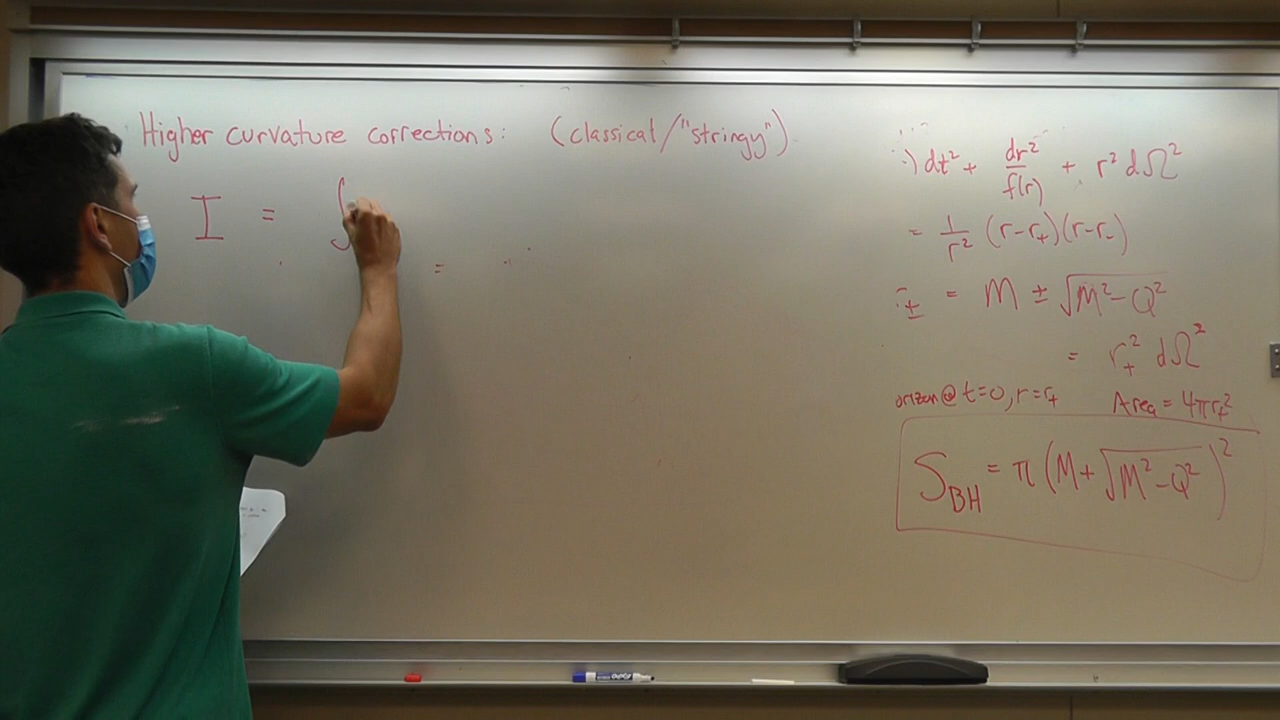 Higher curvature corrections: (classical/"stringy")
I = ∫
=
) dt² + dr²/f(r) + r² dΩ²
= 1/r² (r-r₊)(r-r₋)
± = M ± √M²-Q²
= r₊² dΩ²
orizon @ t=0, r=r₊ Area = 4πr₊²
S_BH = π (M + √M²-Q²)²